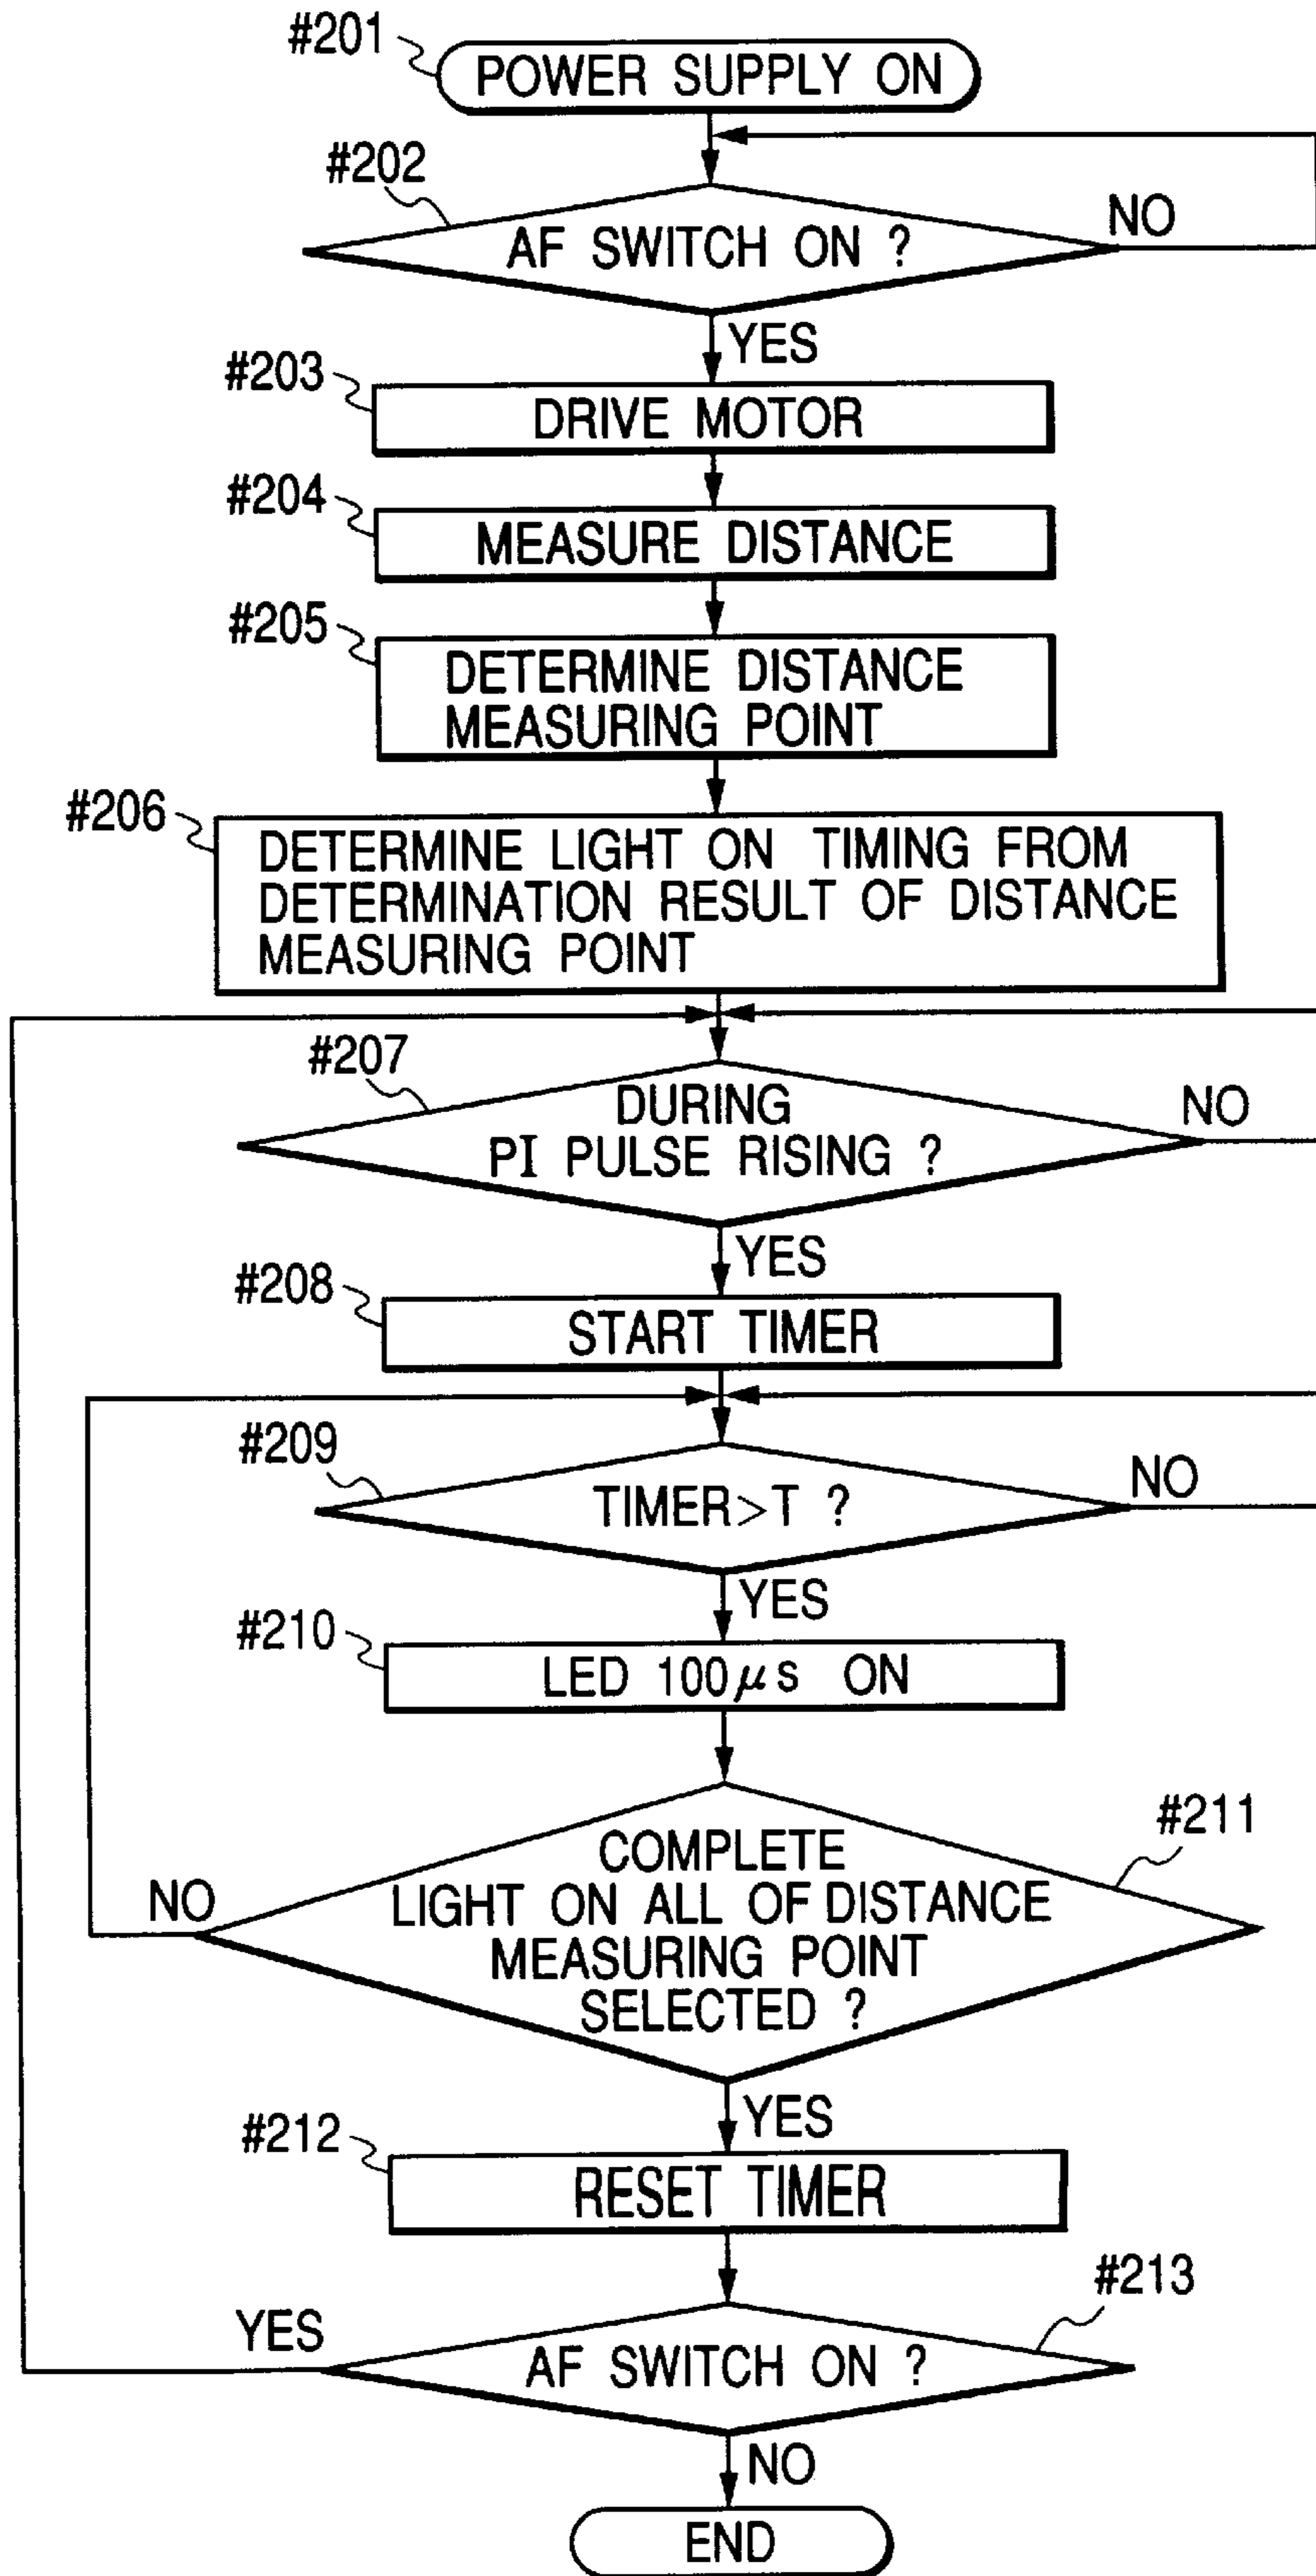 #201
POWER SUPPLY ON
#202
AF SWITCH ON ?
NO
YES
#203
DRIVE MOTOR
#204
MEASURE DISTANCE
#205
DETERMINE DISTANCE
MEASURING POINT
#206
DETERMINE LIGHT ON TIMING FROM
DETERMINATION RESULT OF DISTANCE
MEASURING POINT
#207
DURING
PI PULSE RISING ?
NO
YES
#208
START TIMER
#209
TIMER>T ?
NO
YES
#210
LED 100μs ON
#211
COMPLETE
LIGHT ON ALL OF DISTANCE
MEASURING POINT
SELECTED ?
NO
YES
#212
RESET TIMER
#213
AF SWITCH ON ?
YES
NO
END